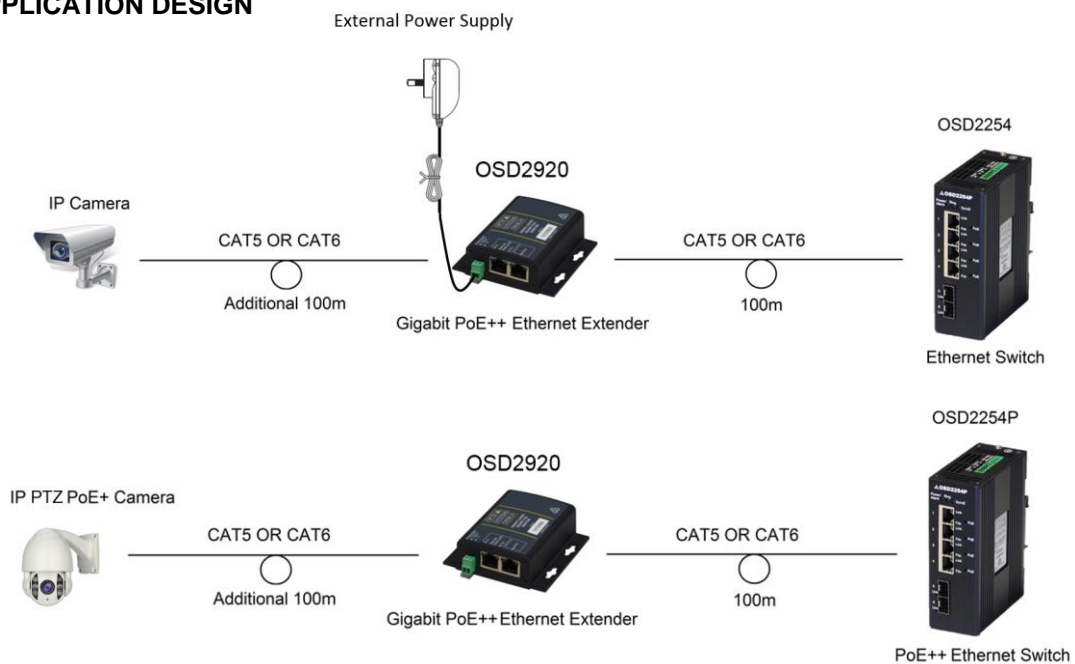 PPLICATION DESIGN
External Power Supply
OSD2254
OSD2920
IP Camera
CAT5 OR CAT6
CAT5 OR CAT6
Additional 100m
100m
Gigabit PoE++ Ethernet Extender
Ethernet Switch
OSD2254P
OSD2920
IP PTZ PoE+ Camera
CAT5 OR CAT6
CAT5 OR CAT6
Additional 100m
100m
Gigabit PoE++ Ethernet Extender
PoE++ Ethernet Switch